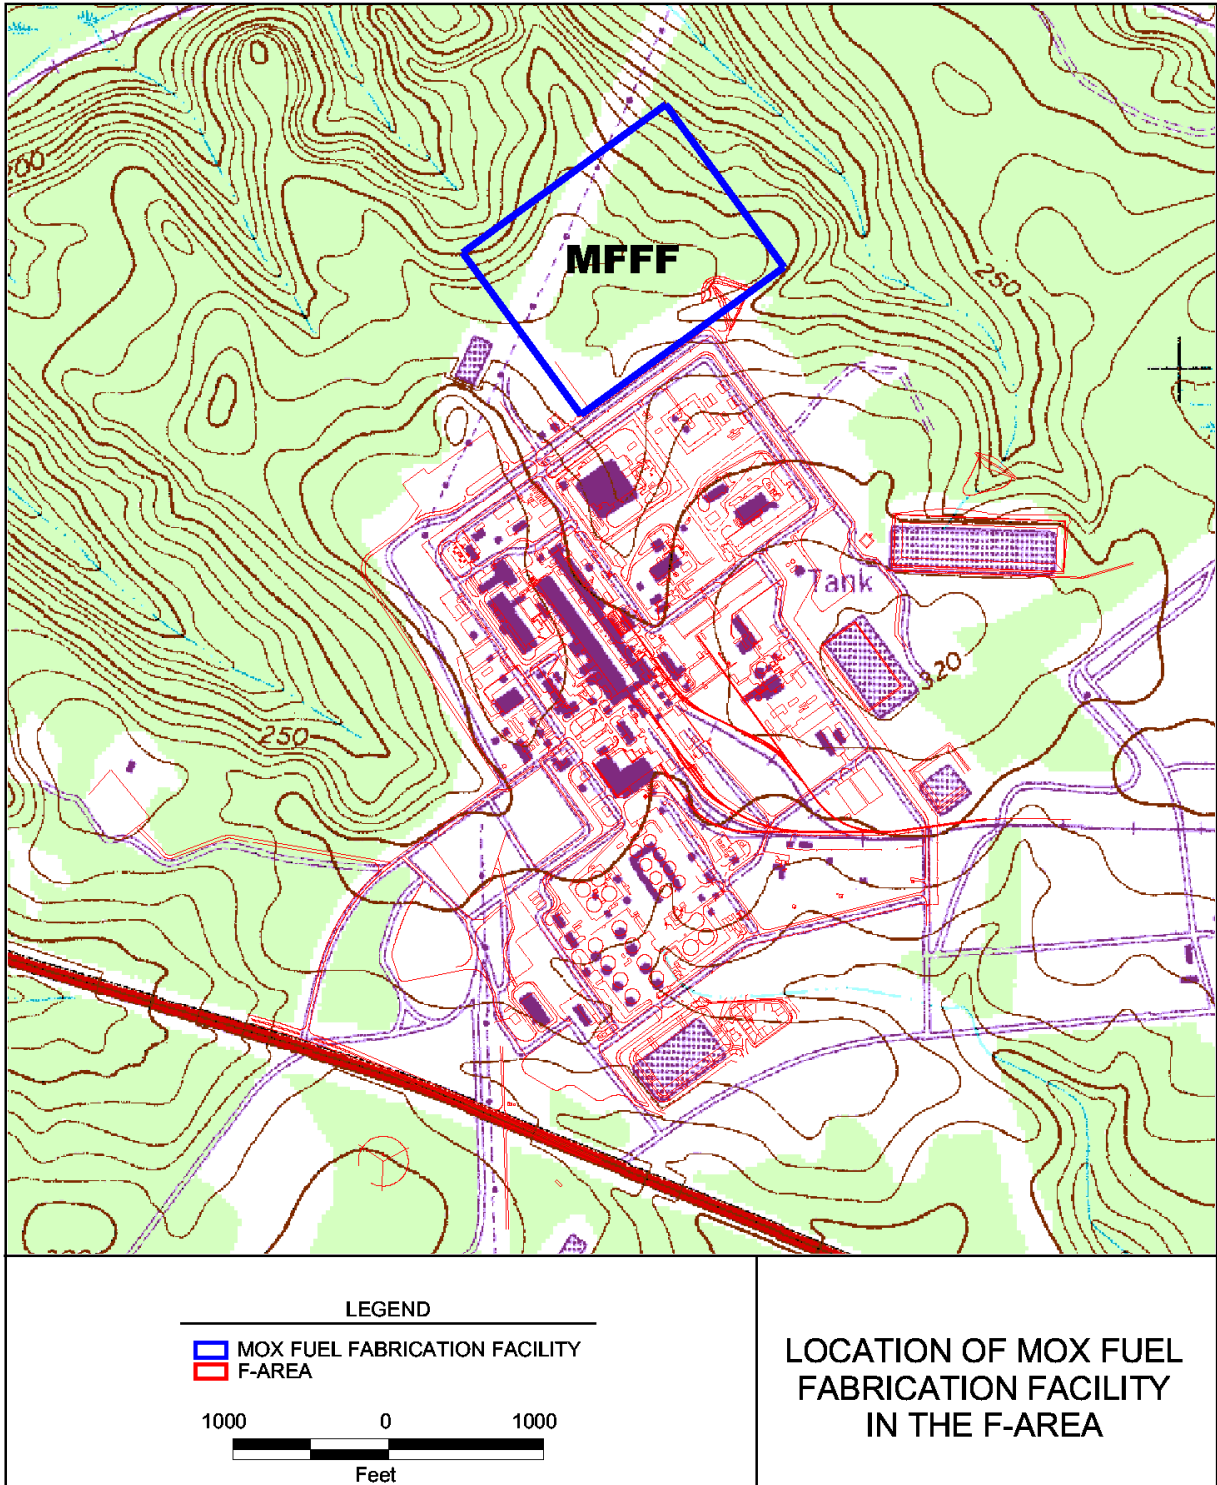 MFFF
250
Tank
320
250
LEGEND
MOX FUEL FABRICATION FACILITY
F-AREA
1000 0 1000
Feet
LOCATION OF MOX FUEL
FABRICATION FACILITY
IN THE F-AREA